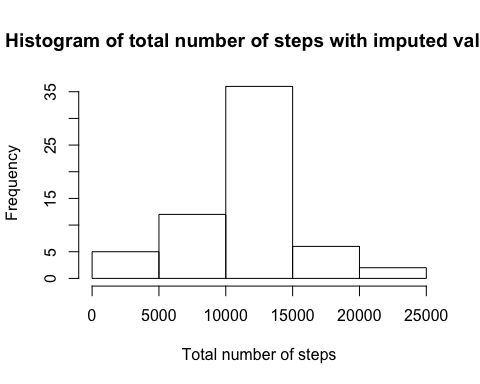 Histogram of total number of steps with imputed val
35
25
15
5
0
Frequency
0 5000 10000 15000 20000 25000
Total number of steps